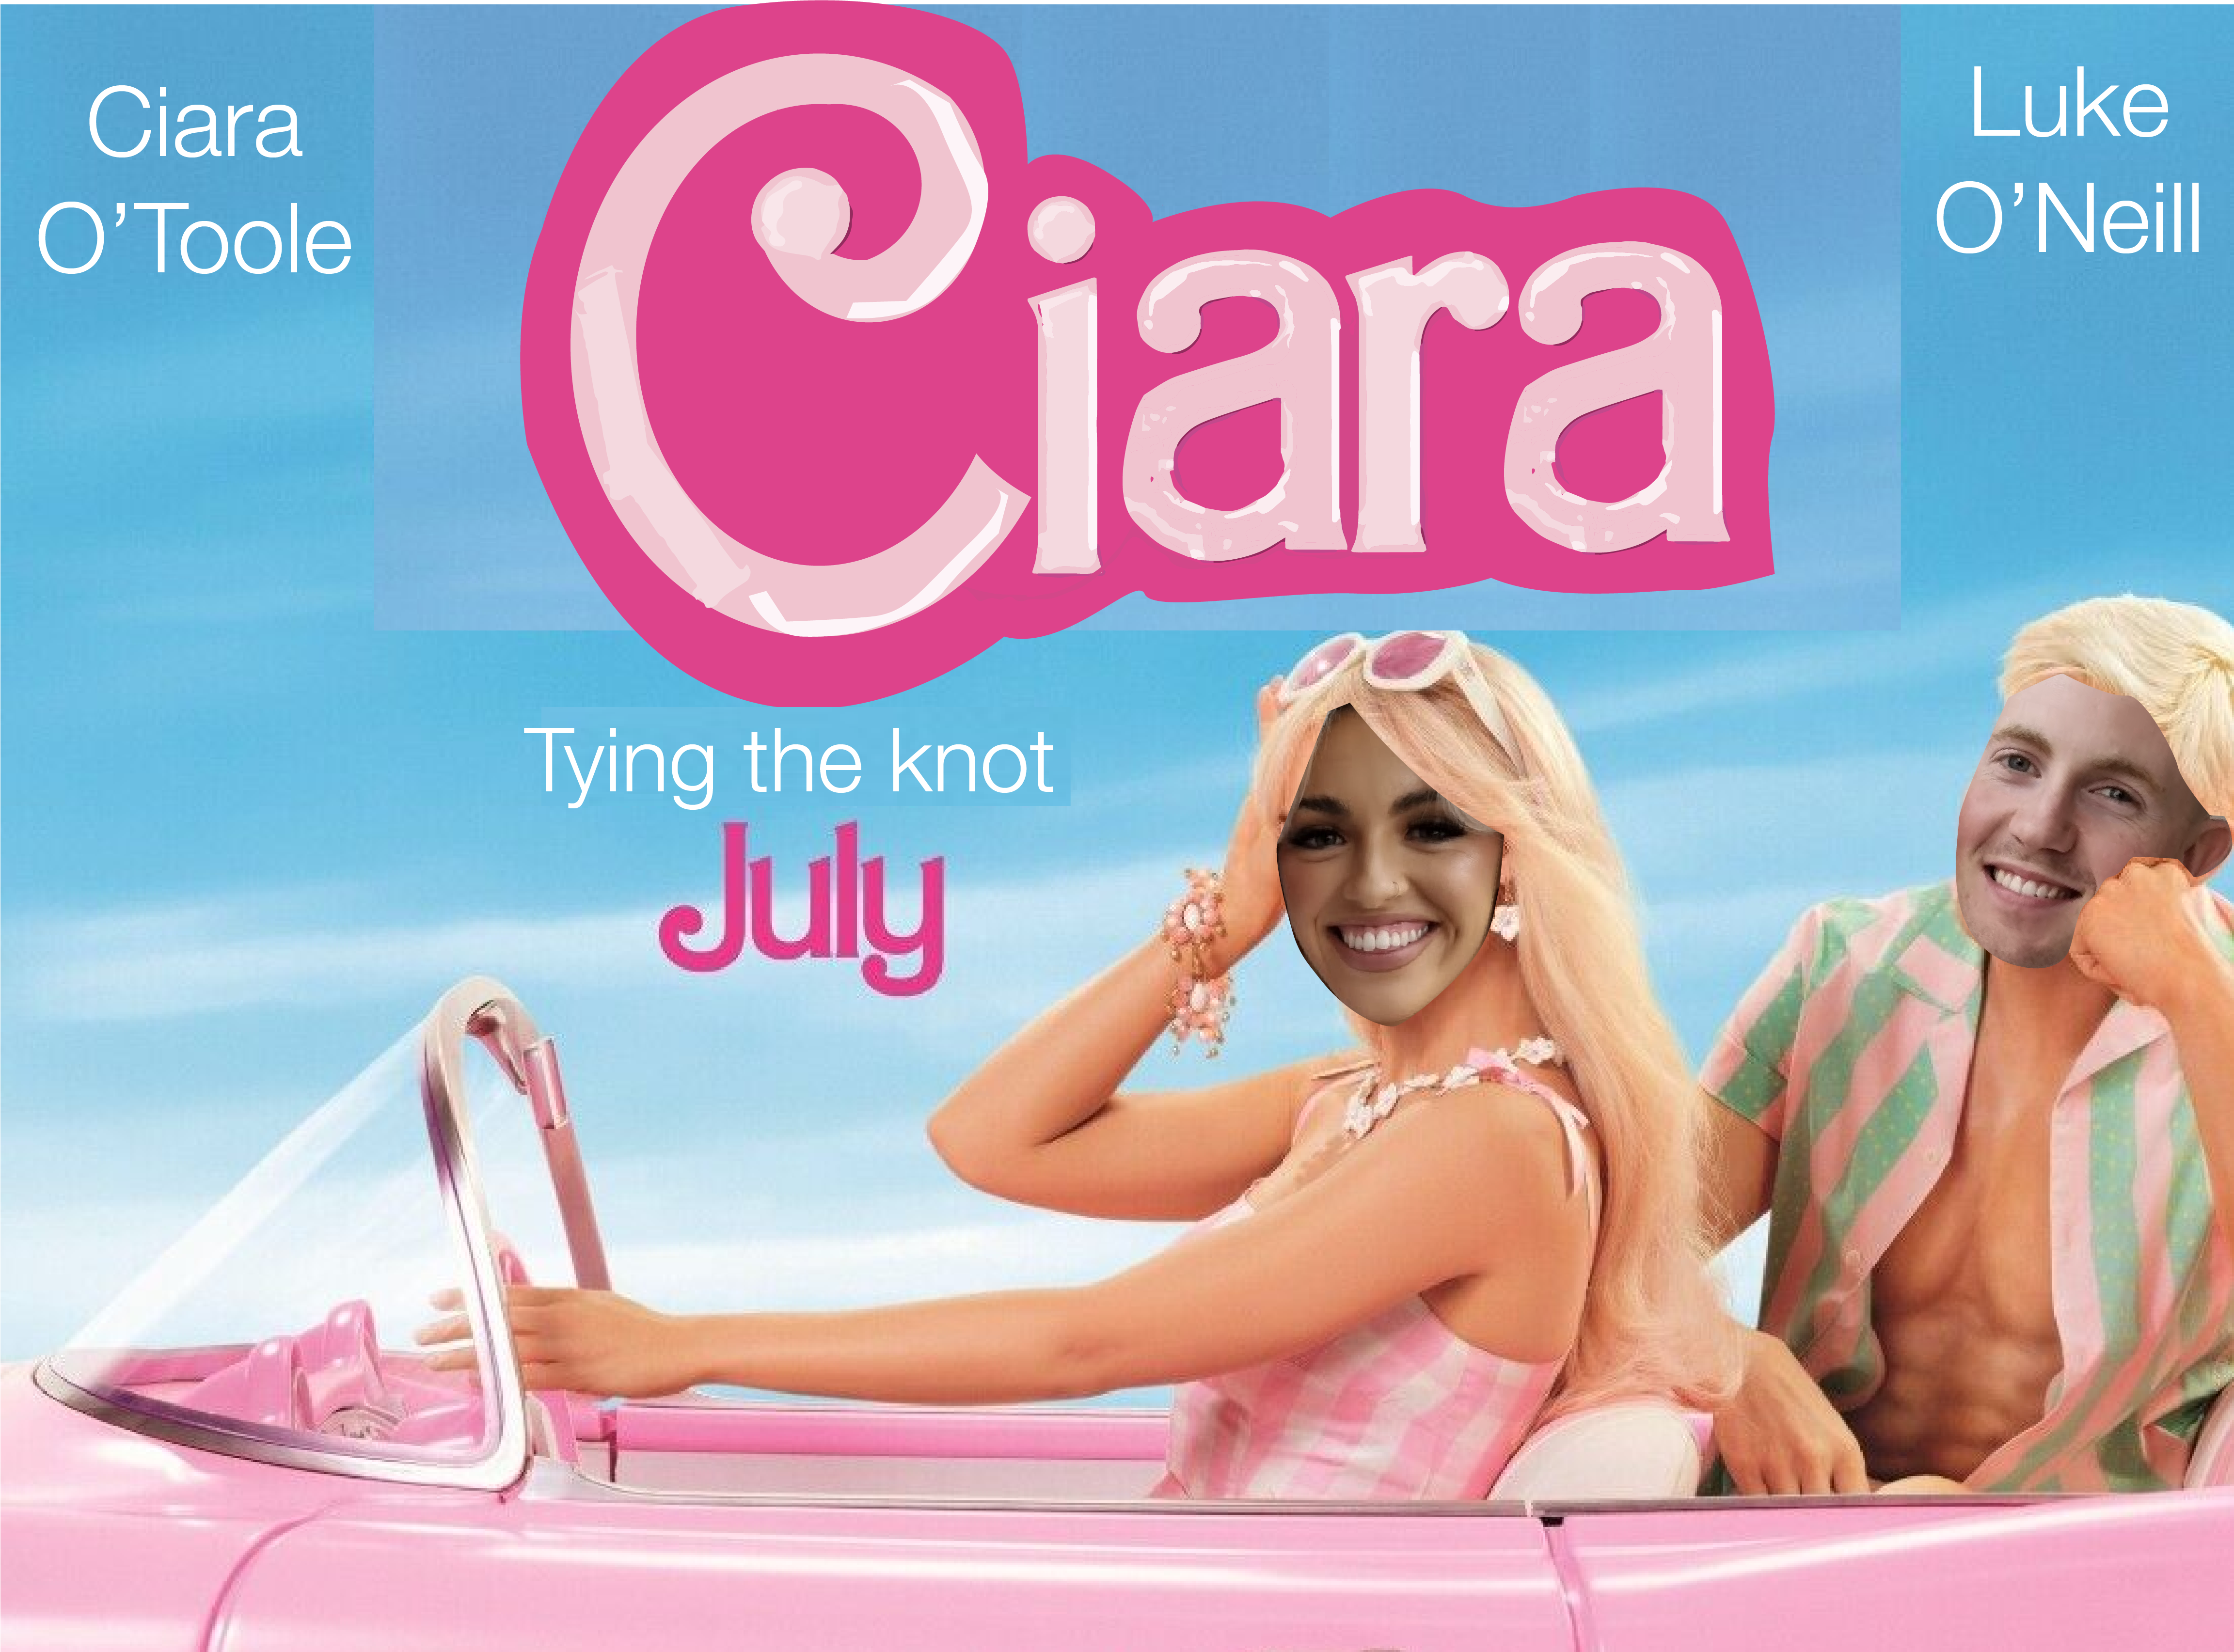 Ciara
O’Toole
Ciara
Luke
O’Neill
Tying the knot
July